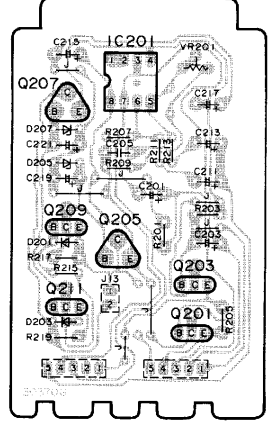 C215
IC201
VR201
1 2 3 4
8 7 6 5
Q207
C
B E
C217
D207
C221
R207
C205
R209
R211
R213
C213
D205
C219
J
C211
C201
R203
Q209
B C E
Q205
C
B E
C203
D201
R217
R215
R201
J13
Q203
B C E
Q211
B C E
2
D203
R219
Q201
B C E
R205
5 4 3 2 1
5 4 3 2 1